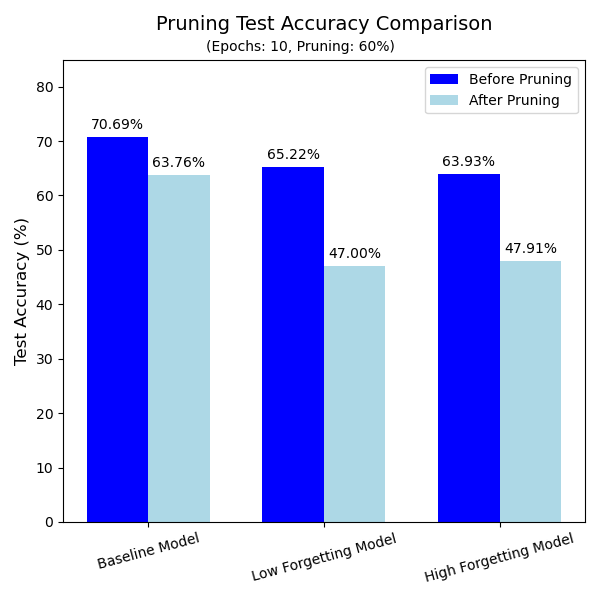 Pruning Test Accuracy Comparison
(Epochs: 10, Pruning: 60%)
Before Pruning
After Pruning
Test Accuracy (%)
80
70
60
50
40
30
20
10
0
70.69%
63.76%
65.22%
47.00%
63.93%
47.91%
Baseline Model
Low Forgetting Model
High Forgetting Model